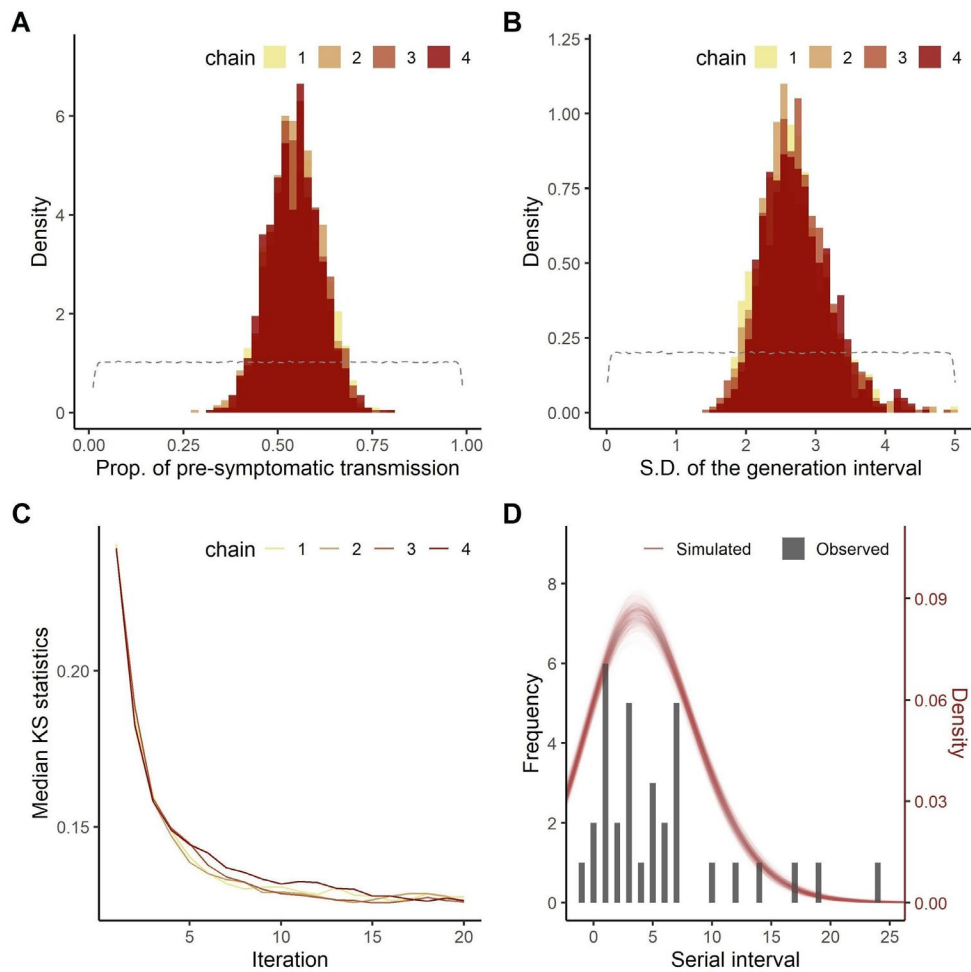 A
chain 1 2 3 4
Density
6
4
2
0
0.00 0.25 0.50 0.75 1.00
Prop. of pre-symptomatic transmission
B
chain 1 2 3 4
Density
1.25
1.00
0.75
0.50
0.25
0.00
0 1 2 3 4 5
S.D. of the generation interval
C
chain 1 2 3 4
Median KS statistics
0.20
0.15
5 10 15 20
Iteration
D
Simulated Observed
Frequency
8
6
4
2
0
0.09
0.06
0.03
0.00
Density
0 5 10 15 20 25
Serial interval